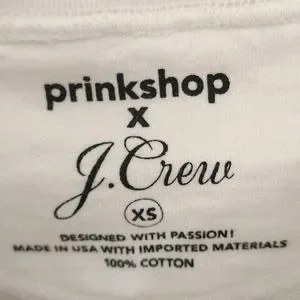 prinkshop
x
J.Crew
XS
DESIGNED WITH PASSION!
MADE IN USA WITH IMPORTED MATERIALS
100% COTTON